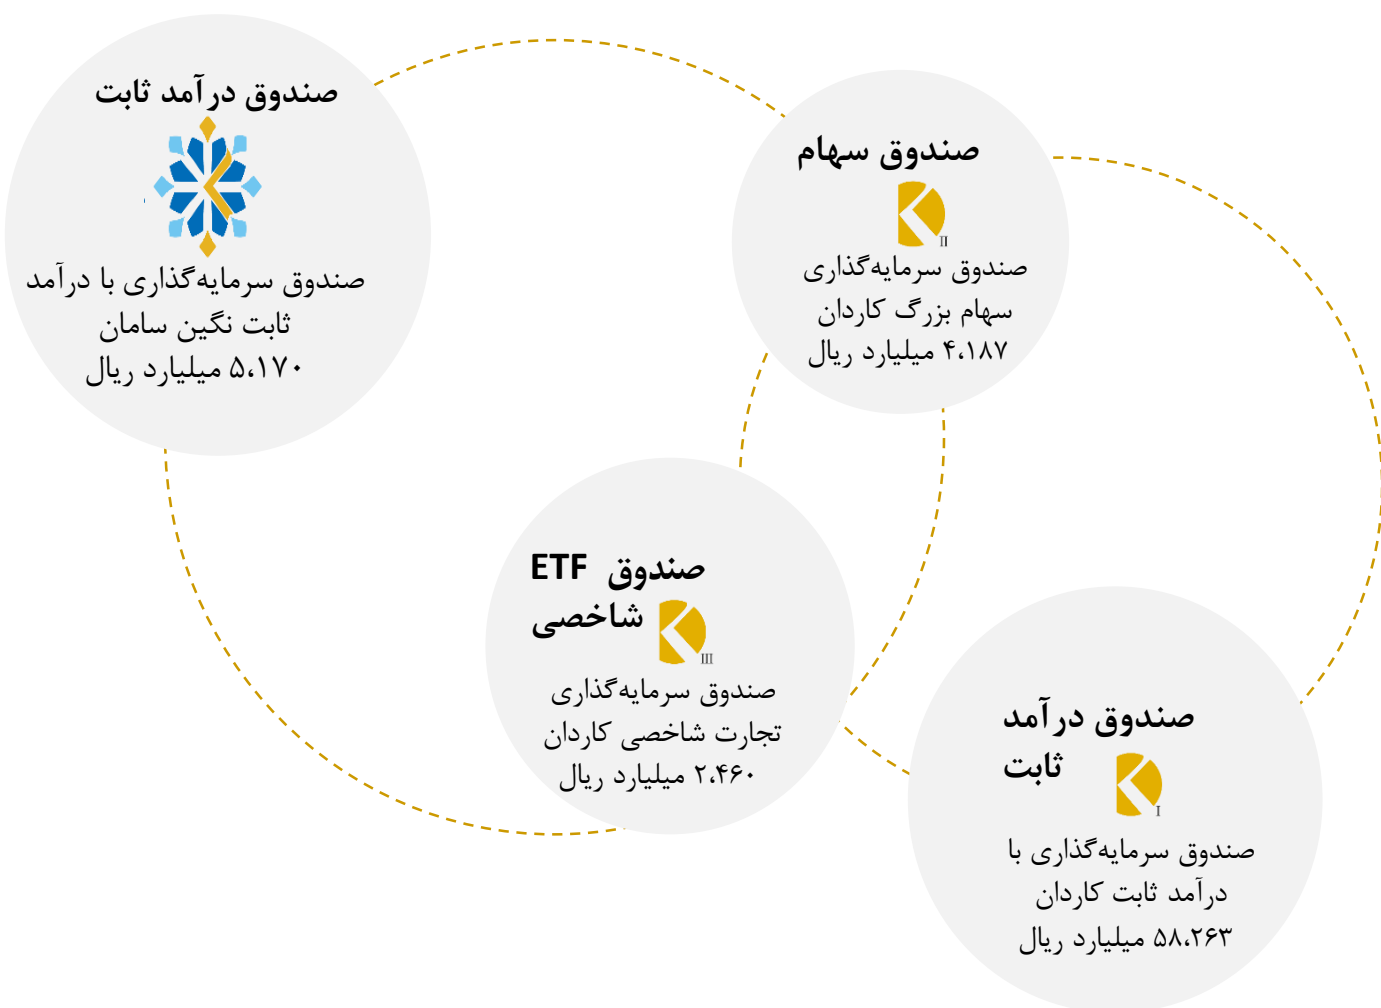 صندوق سهام
II
صندوق سرمایه‌گذاری
سهام بزرگ کاردان
۴،۱۸۷ میلیارد ریال
صندوق درآمد ثابت
صندوق سرمایه‌گذاری با درآمد
ثابت نگین سامان
۵،۱۷۰ میلیارد ریال
صندوق ETF
شاخصی
III
صندوق سرمایه‌گذاری
تجارت شاخصی کاردان
۲،۴۶۰ میلیارد ریال
صندوق درآمد
ثابت
I
صندوق سرمایه‌گذاری با
درآمد ثابت کاردان
۵۸،۲۶۳ میلیارد ریال